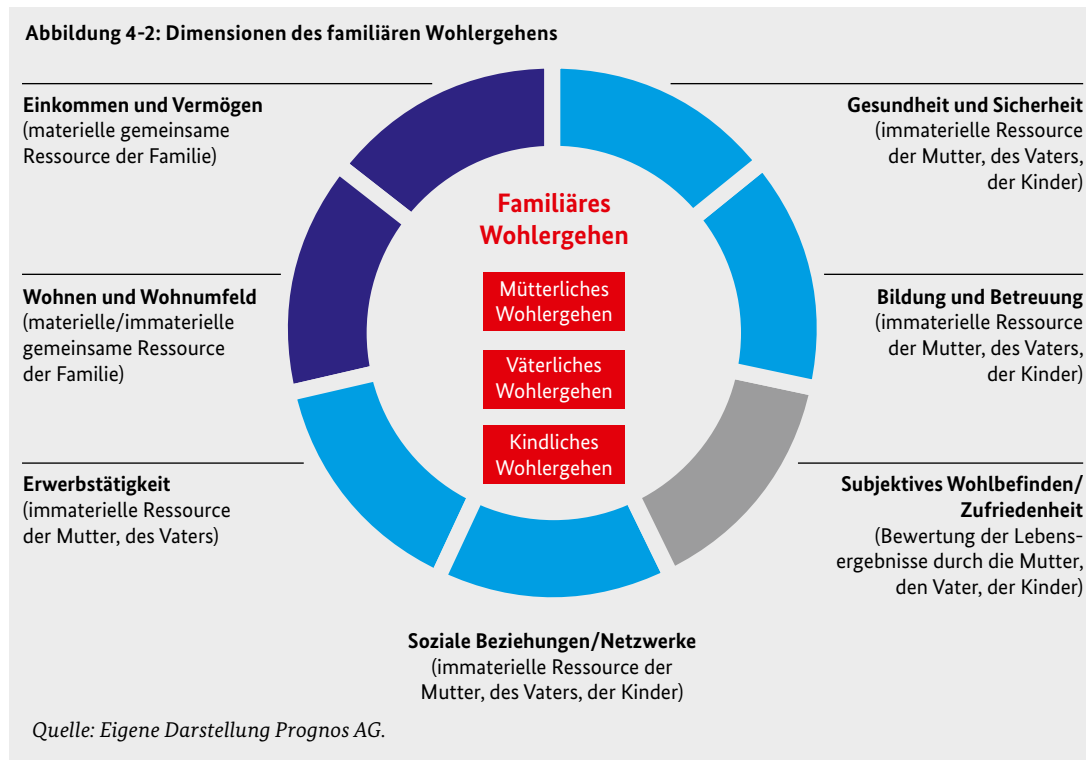 Abbildung 4-2: Dimensionen des familiären Wohlergehens
Einkommen und Vermögen
(materielle gemeinsame
Ressource der Familie)
Wohnen und Wohnumfeld
(materielle/immaterielle
gemeinsame Ressource
der Familie)
Erwerbstätigkeit
(immaterielle Ressource
der Mutter, des Vaters)
Familiäres
Wohlergehen
Mütterliches
Wohlergehen
Väterliches
Wohlergehen
Kindliches
Wohlergehen
Gesundheit und Sicherheit
(immaterielle Ressource
der Mutter, des Vaters,
der Kinder)
Bildung und Betreuung
(immaterielle Ressource
der Mutter, des Vaters,
der Kinder)
Subjektives Wohlbefinden/
Zufriedenheit
(Bewertung der Lebens-
ergebnisse durch die Mutter,
den Vater, der Kinder)
Soziale Beziehungen/Netzwerke
(immaterielle Ressource der
Mutter, des Vaters, der Kinder)
Quelle: Eigene Darstellung Prognos AG.